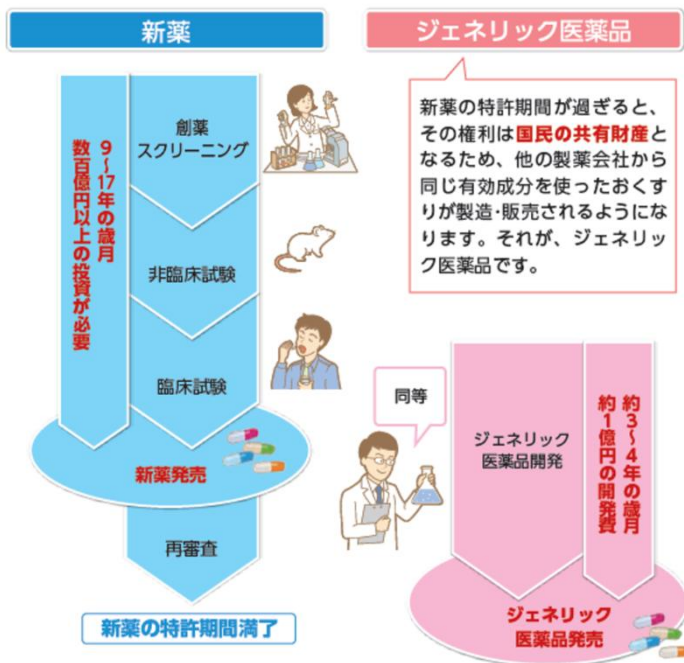 新薬
創薬
スクリーニング
9〜17年の歳月
数百億円以上の投資が必要
非臨床試験
臨床試験
新薬発売
再審査
新薬の特許期間満了
ジェネリック医薬品
新薬の特許期間が過ぎると、
その権利は国民の共有財産と
なるため、他の製薬会社から
同じ有効成分を使ったおくす
りが製造・販売されるようにな
ります。それが、ジェネリッ
ク医薬品です。
同等
ジェネリック
医薬品開発
約3〜4年の歳月
約1億円の開発費
ジェネリック
医薬品発売